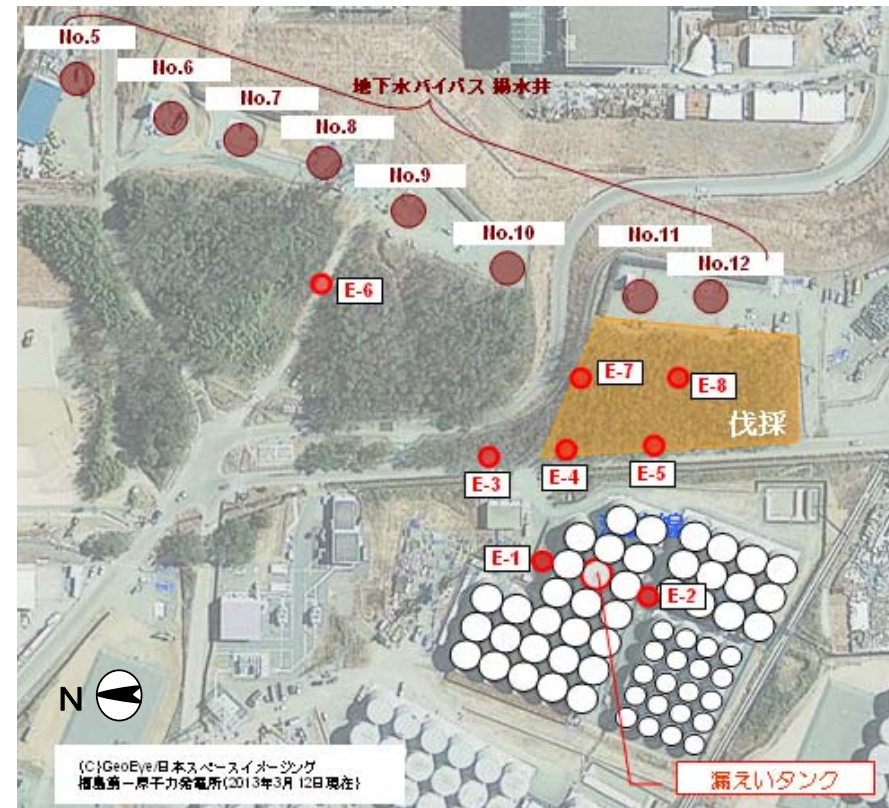 No.5
No.6
No.7
地下水バイパス 揚水井
No.8
No.9
No.10
No.11
No.12
E-6
E-7
E-8
伐採
E-3
E-4
E-5
E-1
E-2
N
(C)GeoEye/日本スペースイメージング
福島第一原子力発電所(2013年3月12日現在)
漏えいタンク